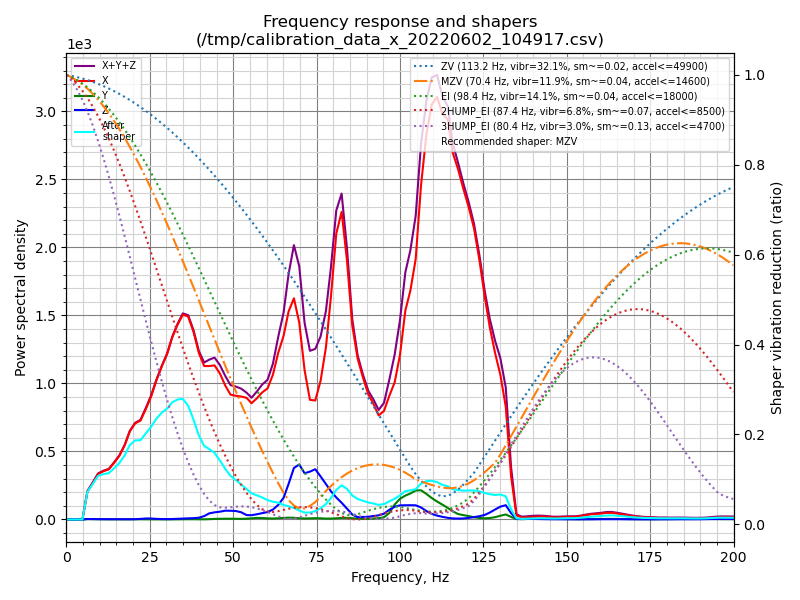 Frequency response and shapers
(/tmp/calibration_data_x_20220602_104917.csv)
1e3
X+Y+Z
X
Y
Z
After
shaper
ZV (113.2 Hz, vibr=32.1%, sm~=0.02, accel<=49900)
MZV (70.4 Hz, vibr=11.9%, sm~=0.04, accel<=14600)
EI (98.4 Hz, vibr=14.1%, sm~=0.04, accel<=18000)
2HUMP_EI (87.4 Hz, vibr=6.8%, sm~=0.07, accel<=8500)
3HUMP_EI (80.4 Hz, vibr=3.0%, sm~=0.13, accel<=4700)
Recommended shaper: MZV
Power spectral density
3.0
2.5
2.0
1.5
1.0
0.5
0.0
1.0
0.8
0.6
0.4
0.2
0.0
Shaper vibration reduction (ratio)
0 25 50 75 100 125 150 175 200
Frequency, Hz